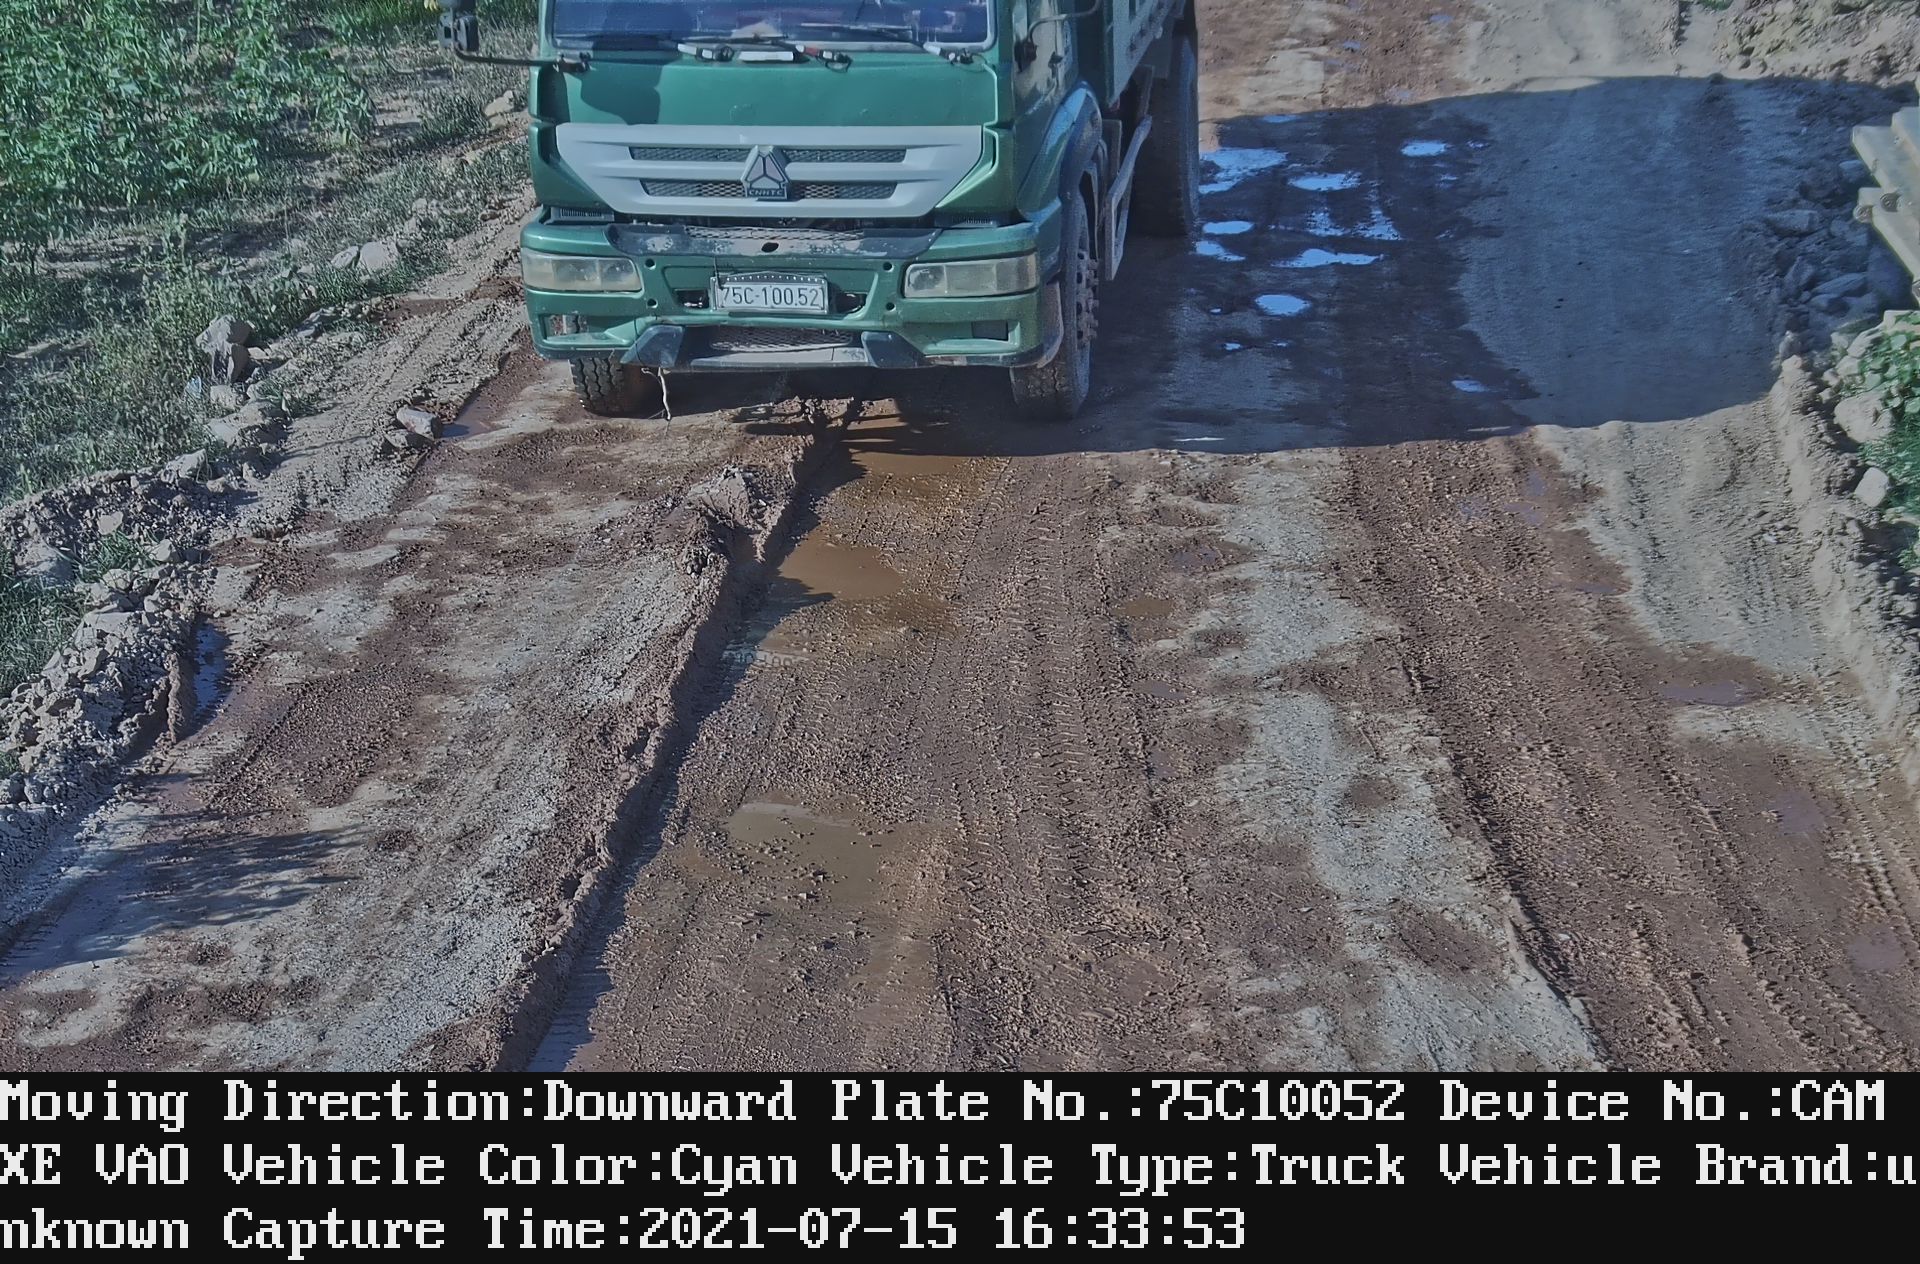 CNHTC
75C-100.52
Moving Direction:Downward Plate No.:75C10052 Device No.:CAM
XE VAO Vehicle Color:Cyan Vehicle Type:Truck Vehicle Brand:u
nknown Capture Time:2021-07-15 16:33:53